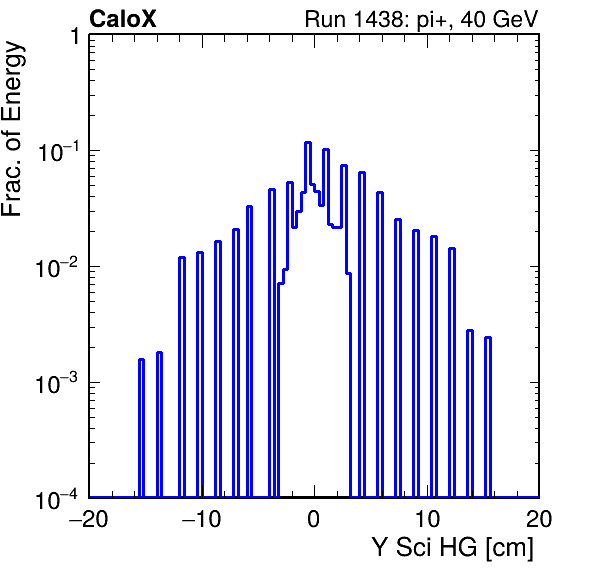 CaloX Run 1438: pi+, 40 GeV
Frac. of Energy
1
10⁻¹
10⁻²
10⁻³
10⁻⁴
−20 −10 0 10 20
Y Sci HG [cm]